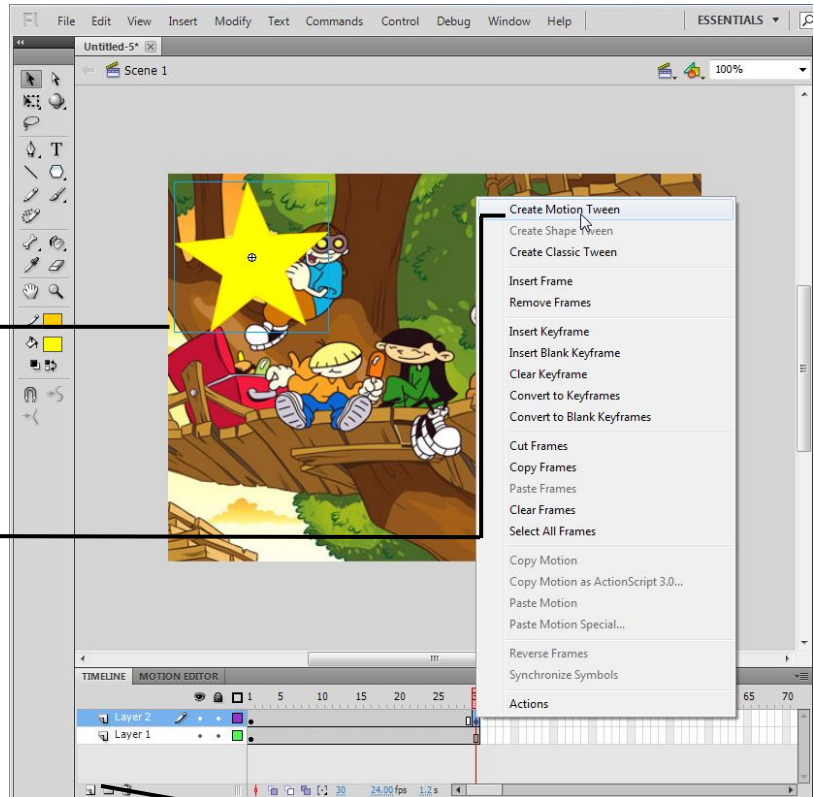 Fl File Edit View Insert Modify Text Commands Control Debug Window Help ESSENTIALS
Untitled-5*
Scene 1 100%
T
Create Motion Tween
Create Shape Tween
Create Classic Tween
Insert Frame
Remove Frames
Insert Keyframe
Insert Blank Keyframe
Clear Keyframe
Convert to Keyframes
Convert to Blank Keyframes
Cut Frames
Copy Frames
Paste Frames
Clear Frames
Select All Frames
Copy Motion
Copy Motion as ActionScript 3.0...
Paste Motion
Paste Motion Special...
Reverse Frames
Synchronize Symbols
Actions
TIMELINE MOTION EDITOR
1 5 10 15 20 25 65 70
Layer 2
Layer 1
30 24.00 fps 1.2 s